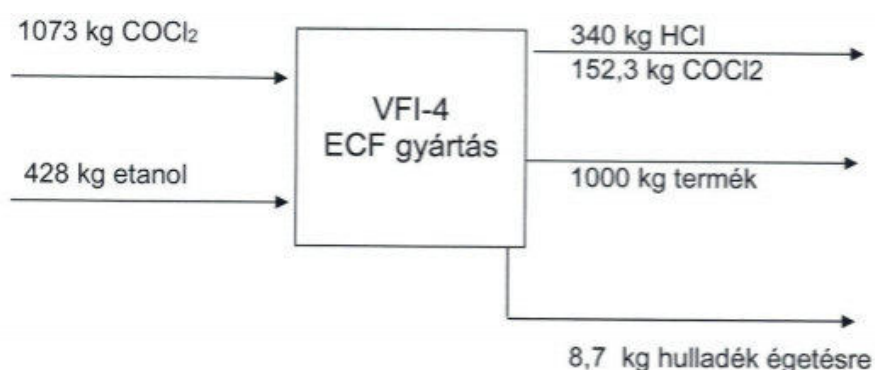 1073 kg COCl₂
428 kg etanol
VFI-4
ECF gyártás
340 kg HCl
152,3 kg COCl2
1000 kg termék
8,7 kg hulladék égetésre